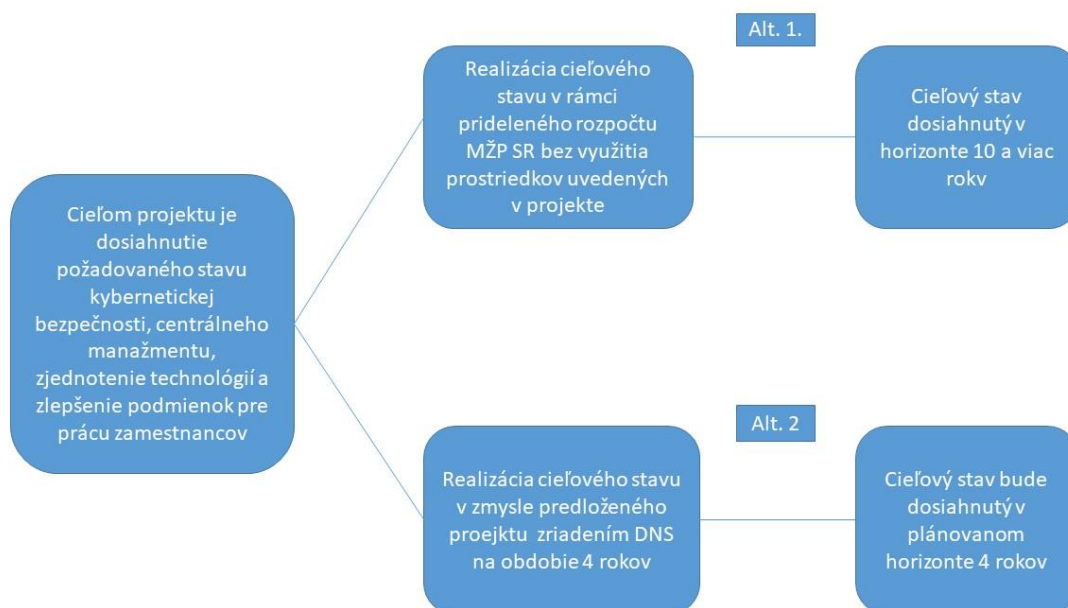 Cieľom projektu je
dosiahnutie
požadovaného stavu
kybernetickej
bezpečnosti, centrálneho
manažmentu,
zjednotenie technológií a
zlepšenie podmienok pre
prácu zamestnancov
Alt. 1.
Realizácia cieľového
stavu v rámci
prideleného rozpočtu
MŽP SR bez využitia
prostriedkov uvedených
v projekte
Cieľový stav
dosiahnutý v
horizonte 10 a viac
rokv
Alt. 2
Realizácia cieľového stavu
v zmysle predloženého
proejktu zriadením DNS
na obdobie 4 rokov
Cieľový stav bude
dosiahnutý v
plánovanom
horizonte 4 rokov